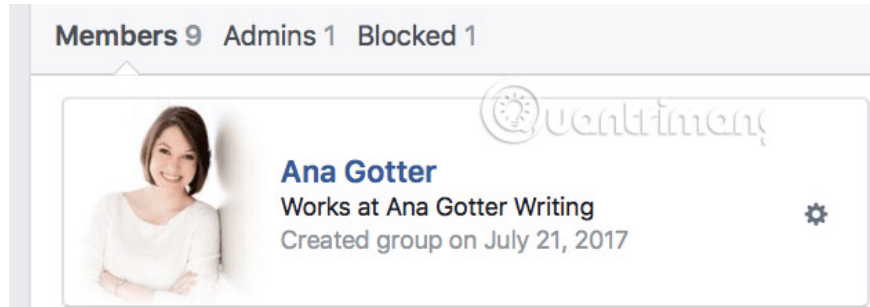 Members 9 Admins 1 Blocked 1
Quantrimang
Ana Gotter
Works at Ana Gotter Writing
Created group on July 21, 2017